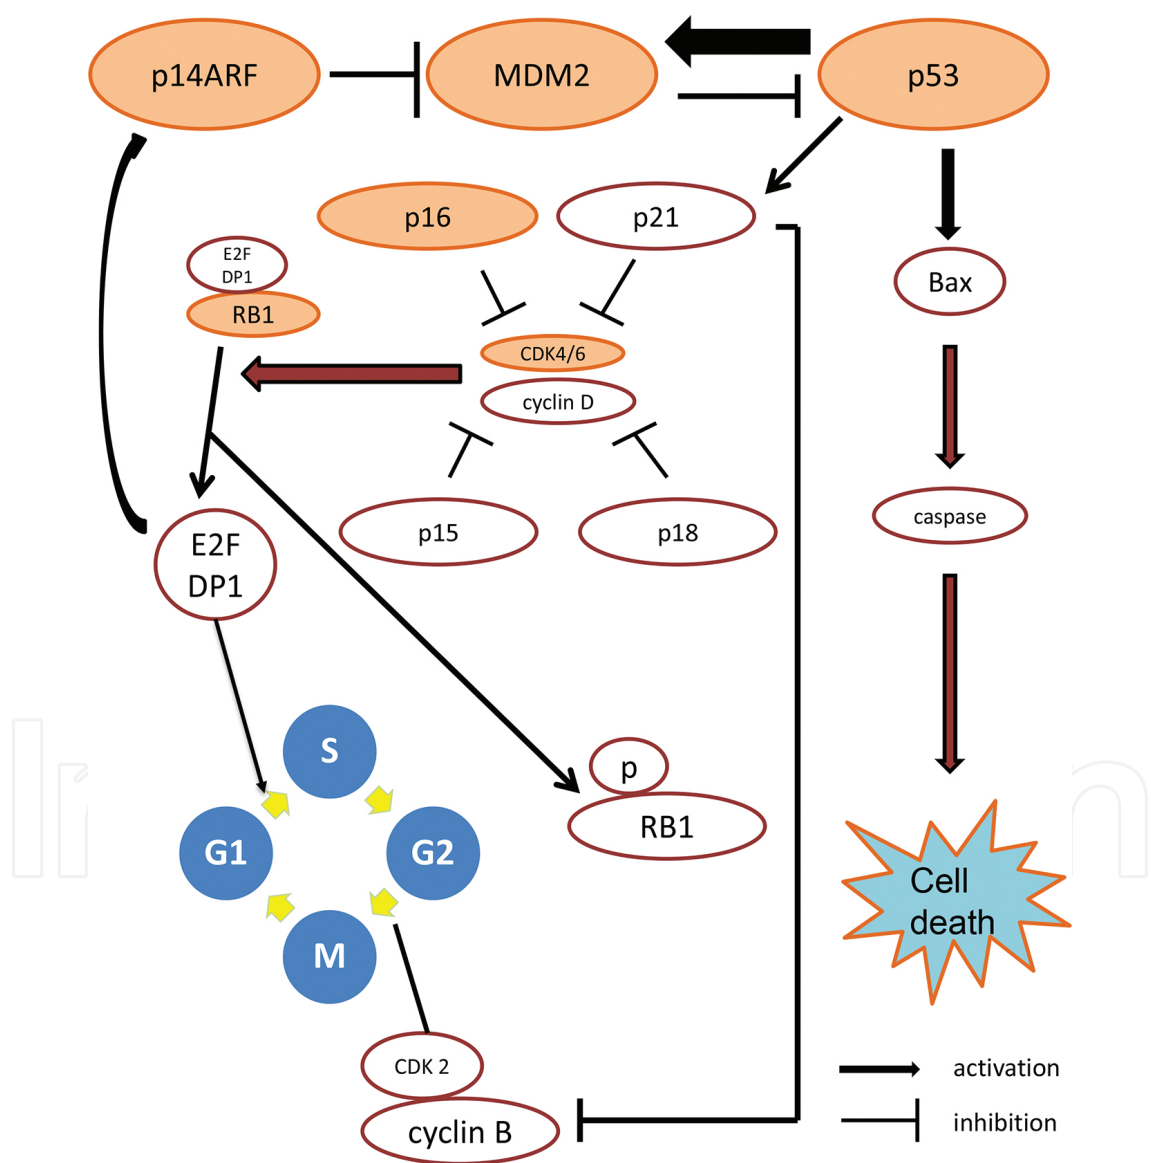 p14ARF
MDM2
p53
p16
p21
E2F
DP1
RB1
Bax
CDK4/6
cyclin D
p15
p18
caspase
E2F
DP1
S
G1
G2
M
p
RB1
Cell
death
CDK 2
cyclin B
activation
inhibition